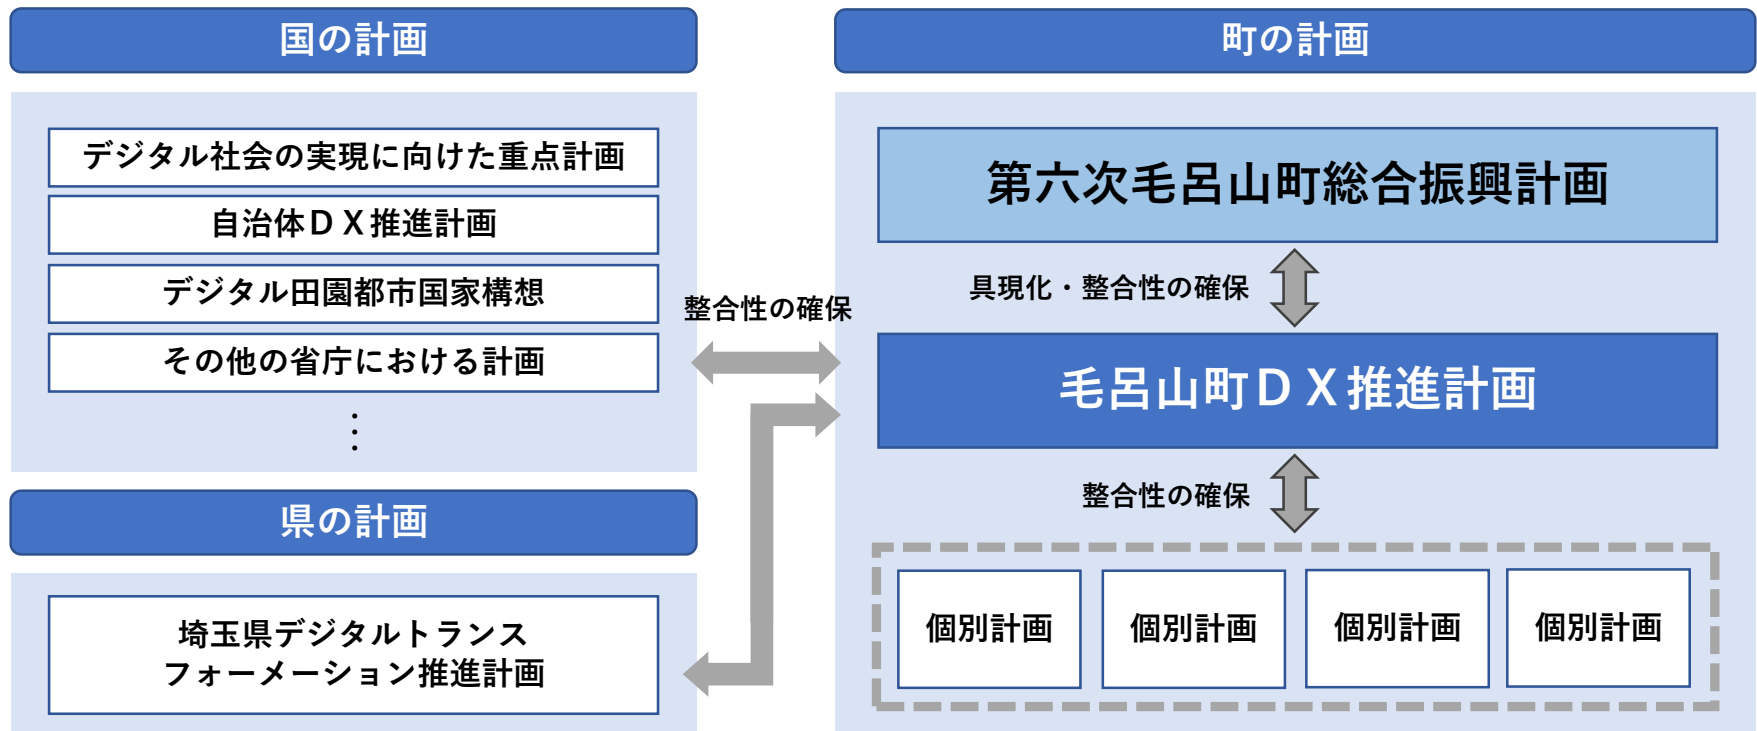 国の計画
デジタル社会の実現に向けた重点計画
自治体ＤＸ推進計画
デジタル田園都市国家構想
その他の省庁における計画
⋮
県の計画
埼玉県デジタルトランス
フォーメーション推進計画
整合性の確保
町の計画
第六次毛呂山町総合振興計画
具現化・整合性の確保
毛呂山町ＤＸ推進計画
整合性の確保
個別計画
個別計画
個別計画
個別計画